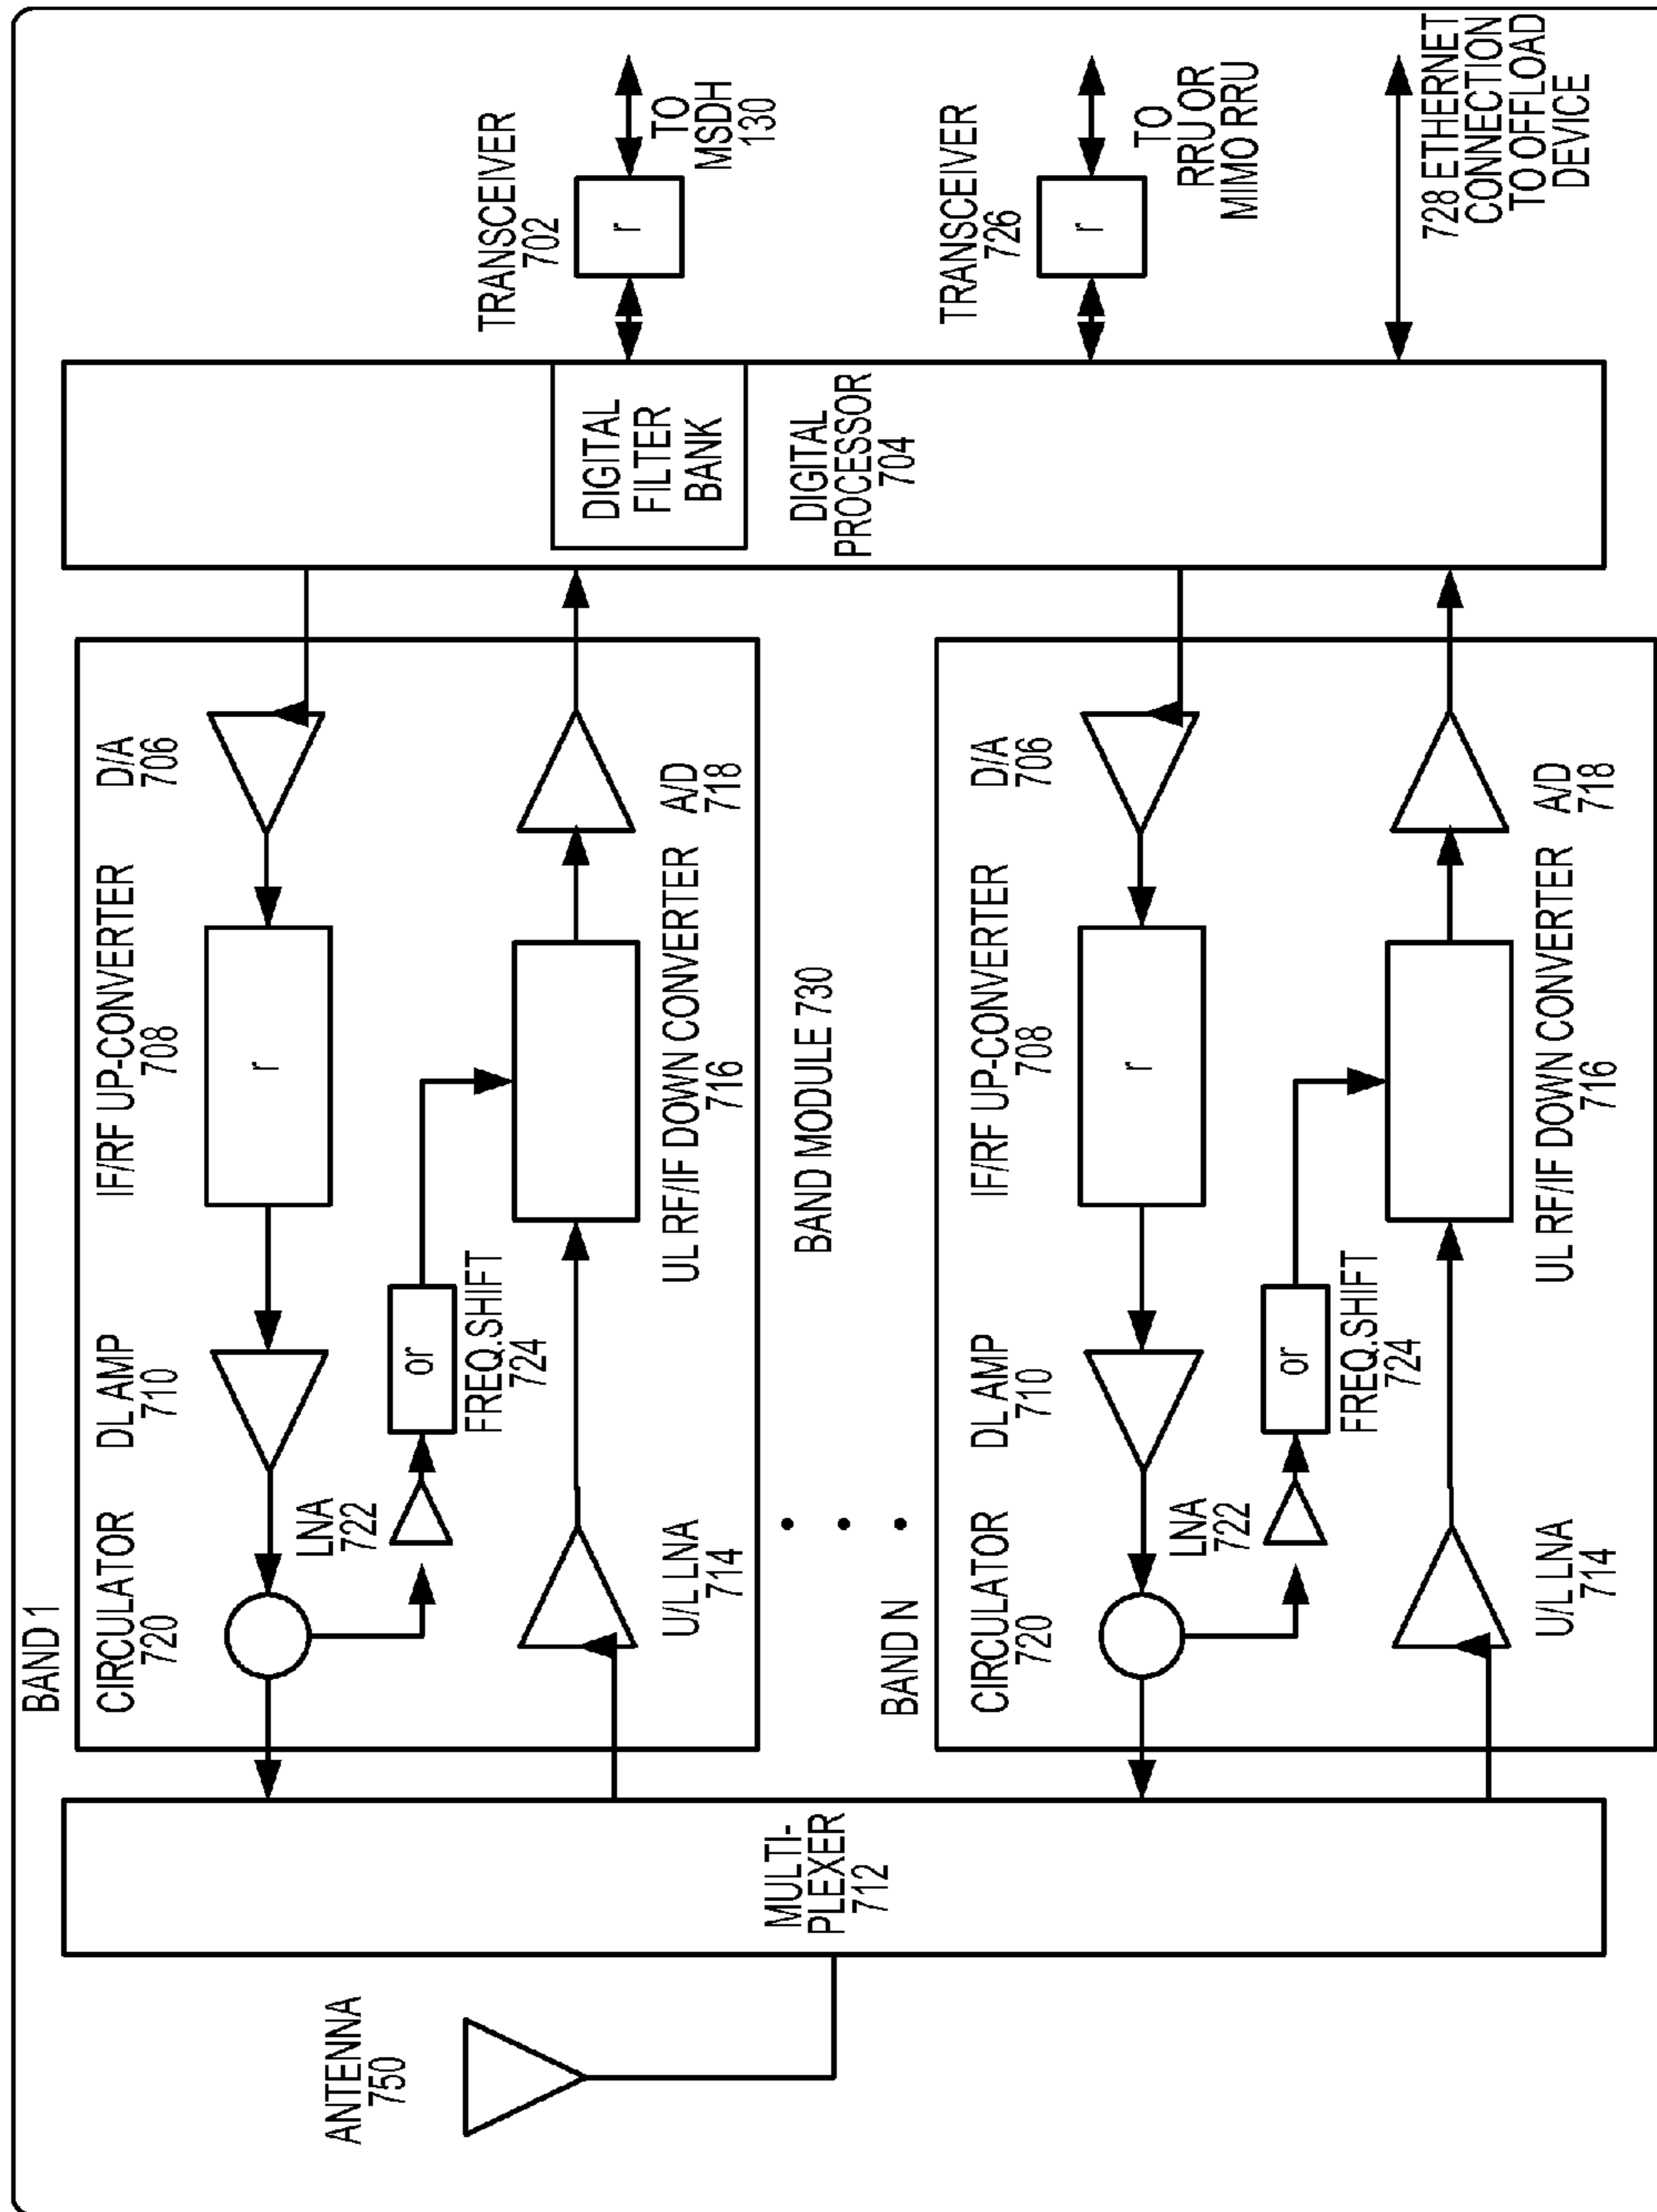 ANTENNA
750
MULTI-
PLEXER
712
BAND 1
CIRCULATOR
720
DL AMP
710
IF/RF UP-CONVERTER
708
D/A
706
r
LNA
722
or
FREQ.SHIFT
724
U/L LNA
714
UL RF/IF DOWN CONVERTER
716
A/D
718
BAND MODULE 730
BAND N
CIRCULATOR
720
DL AMP
710
IF/RF UP-CONVERTER
708
D/A
706
r
LNA
722
or
FREQ.SHIFT
724
U/L LNA
714
UL RF/IF DOWN CONVERTER
716
A/D
718
DIGITAL
FILTER
BANK
DIGITAL
PROCESSOR
704
TRANSCEIVER
702
r
TO
MSDH
130
TRANSCEIVER
726
r
TO
RRU OR
MIMO RRU
728 ETHERNET
CONNECTION
TO OFFLOAD
DEVICE